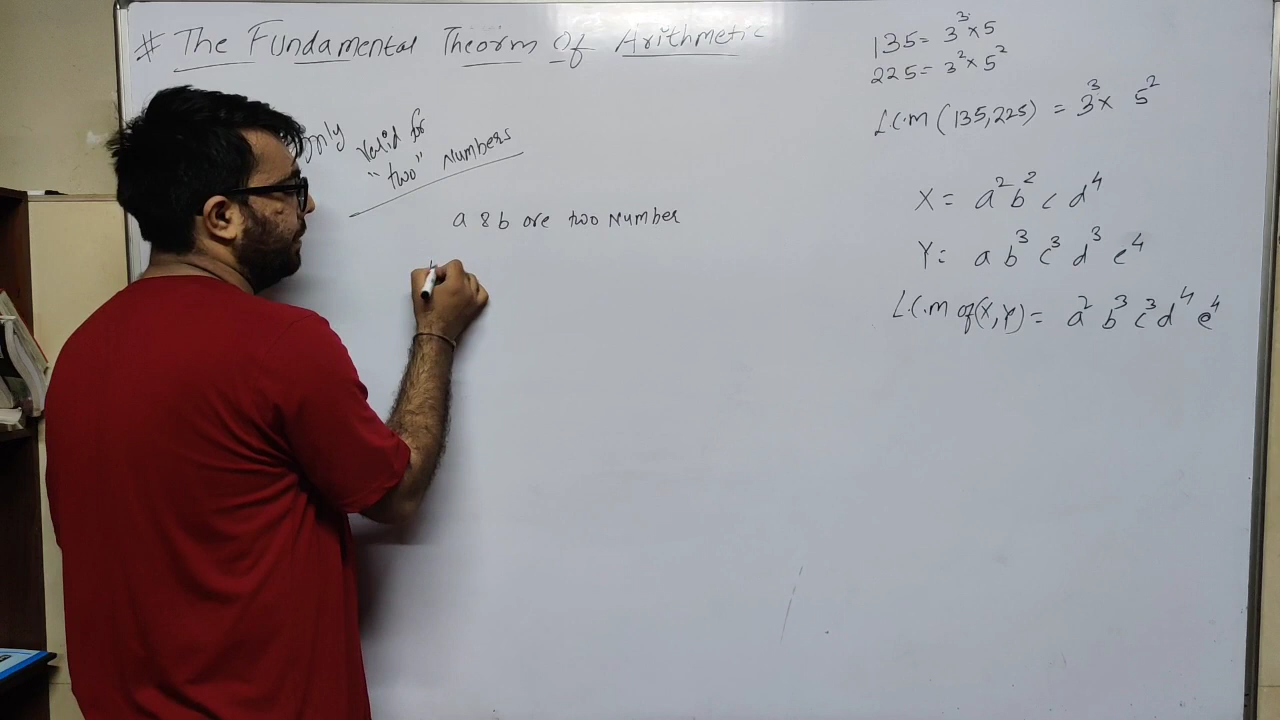 # The Fundamental Theorm Of Arithmetic
only
valid for
"two" Numbers
a & b are two Number
135= 3³×5
225= 3²×5²
L.C.M (135,225) = 3³× 5²
X= a²b²c d⁴
Y= a b³ c³ d³ e⁴
L.C.M of(X,Y)= a² b³ c³ d⁴ e⁴